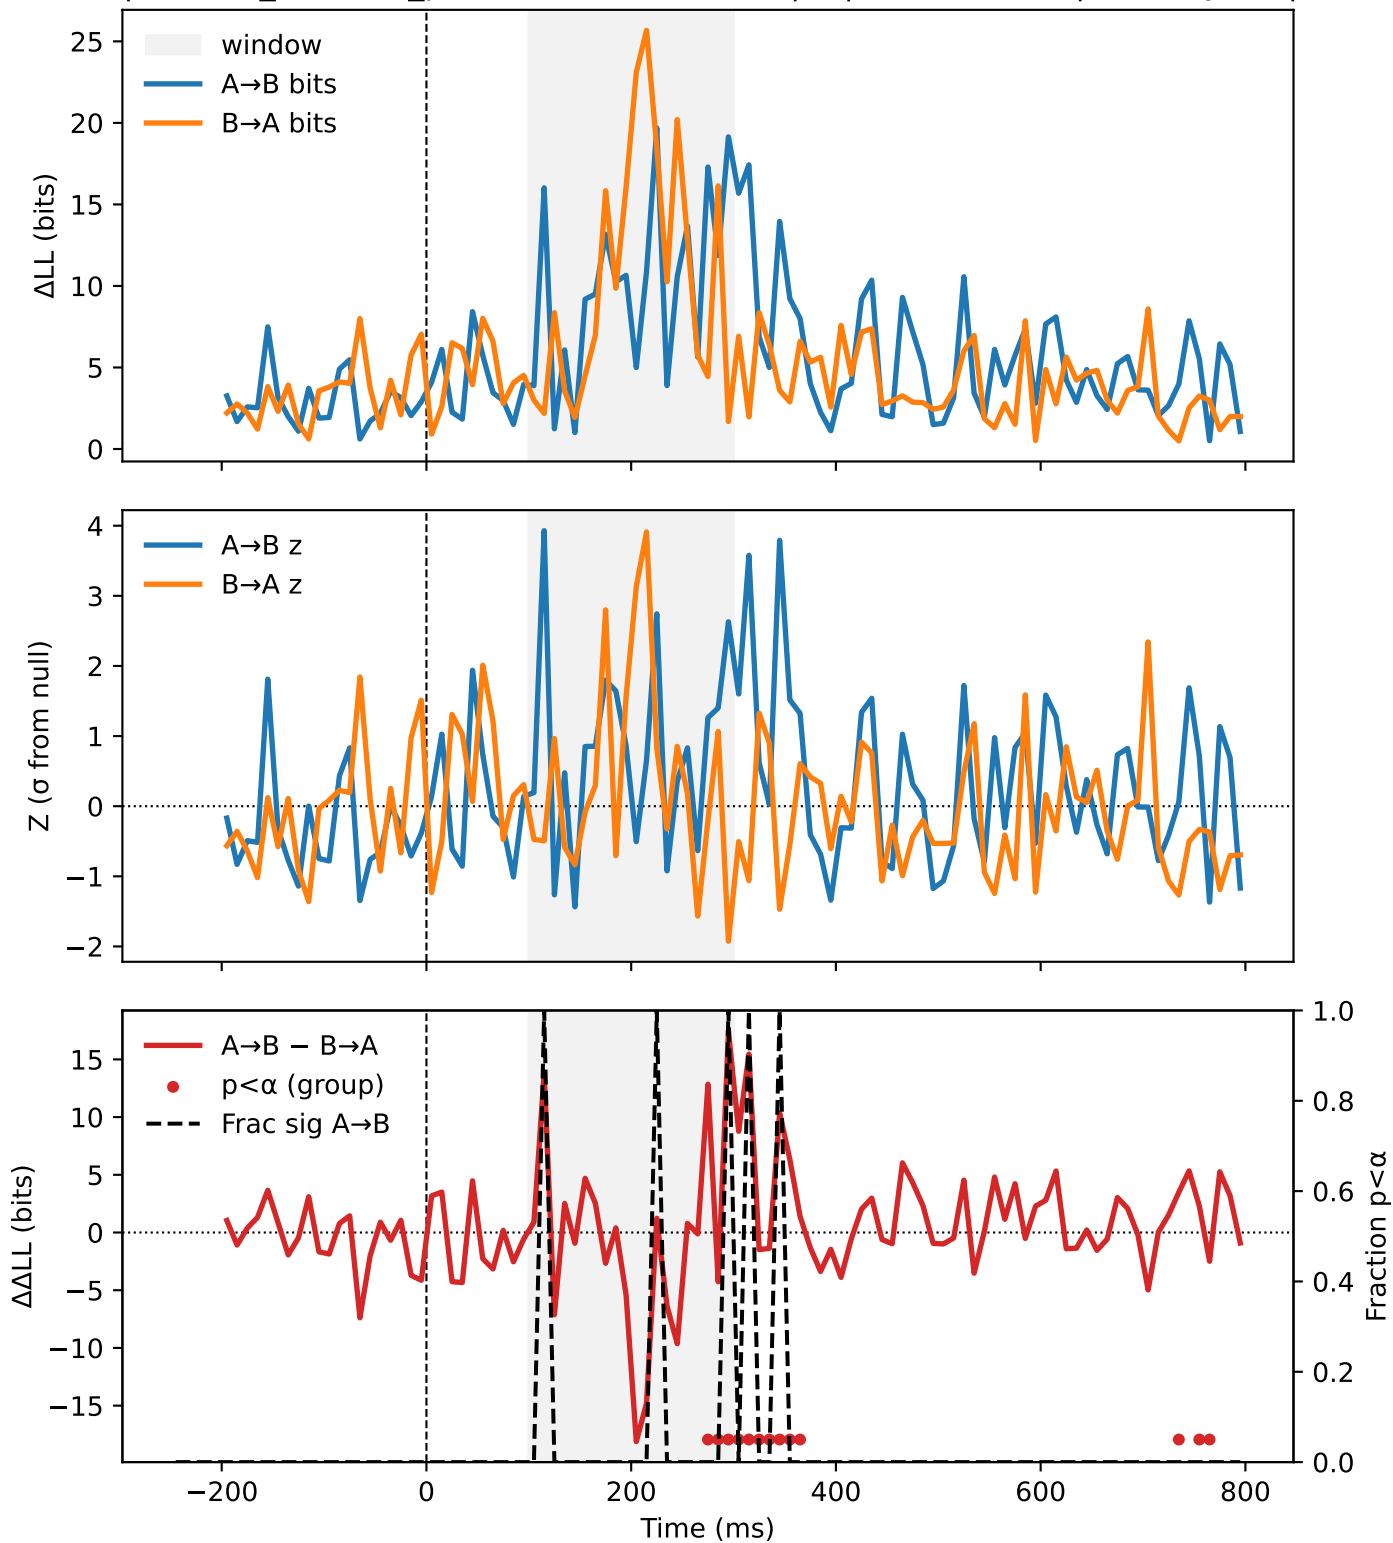 25
20
15
10
5
0
ΔLL (bits)
window
A→B bits
B→A bits
4
3
2
1
0
−1
−2
Z (σ from null)
A→B z
B→A z
15
10
5
0
−5
−10
−15
ΔΔLL (bits)
A→B − B→A
p<α (group)
Frac sig A→B
1.0
0.8
0.6
0.4
0.2
0.0
Fraction p<α
−200
0
200
400
600
800
Time (ms)